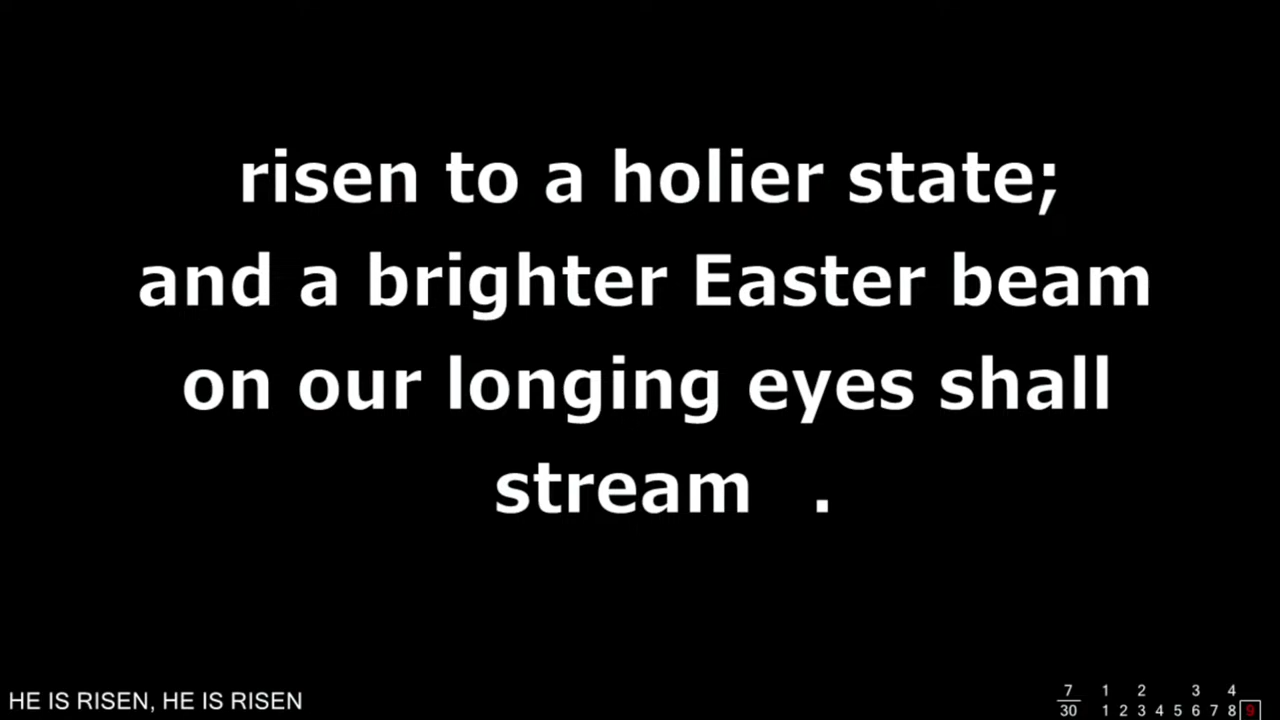 risen to a holier state;
and a brighter Easter beam
on our longing eyes shall
stream .
HE IS RISEN, HE IS RISEN
7 1 2 3 4
30 1 2 3 4 5 6 7 8 9